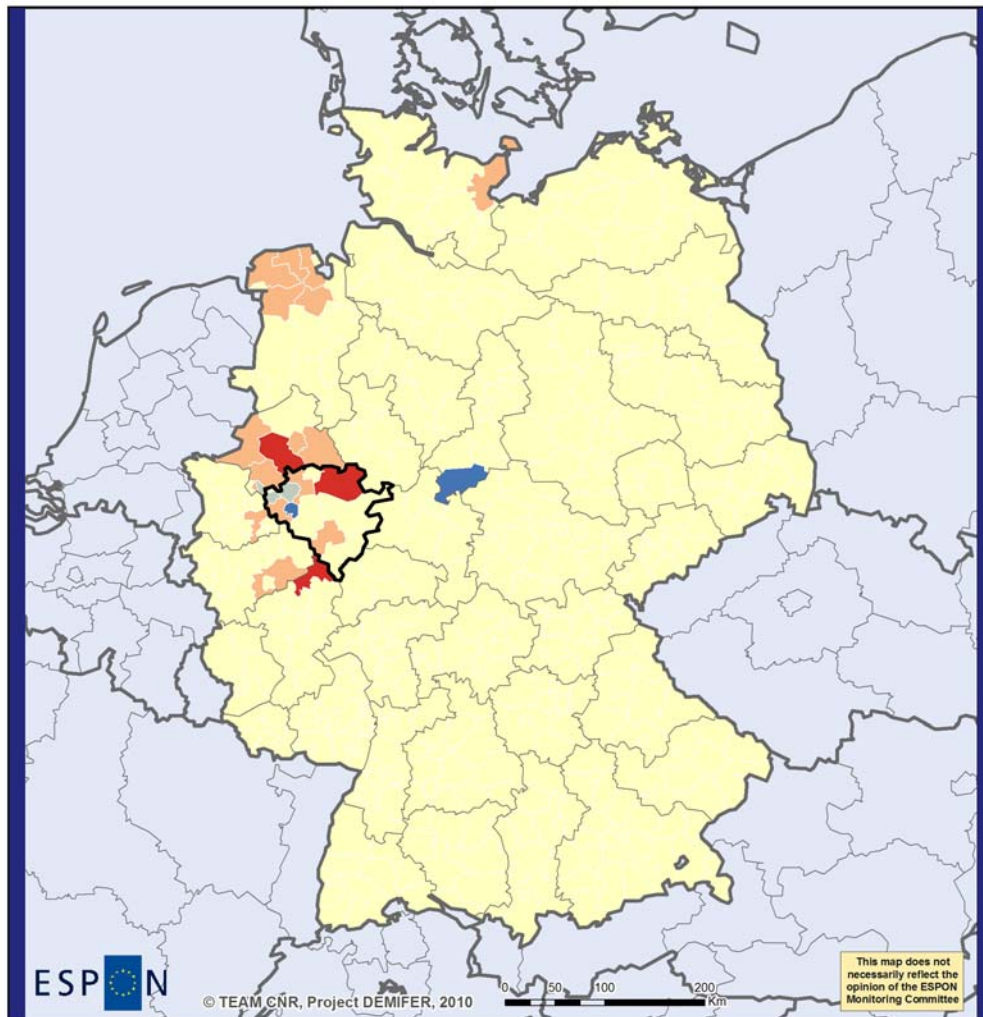 ESPON
© TEAM CNR, Project DEMIFER, 2010
0 50 100 200
Km
This map does not
necessarily reflect the
opinion of the ESPON
Monitoring Committee